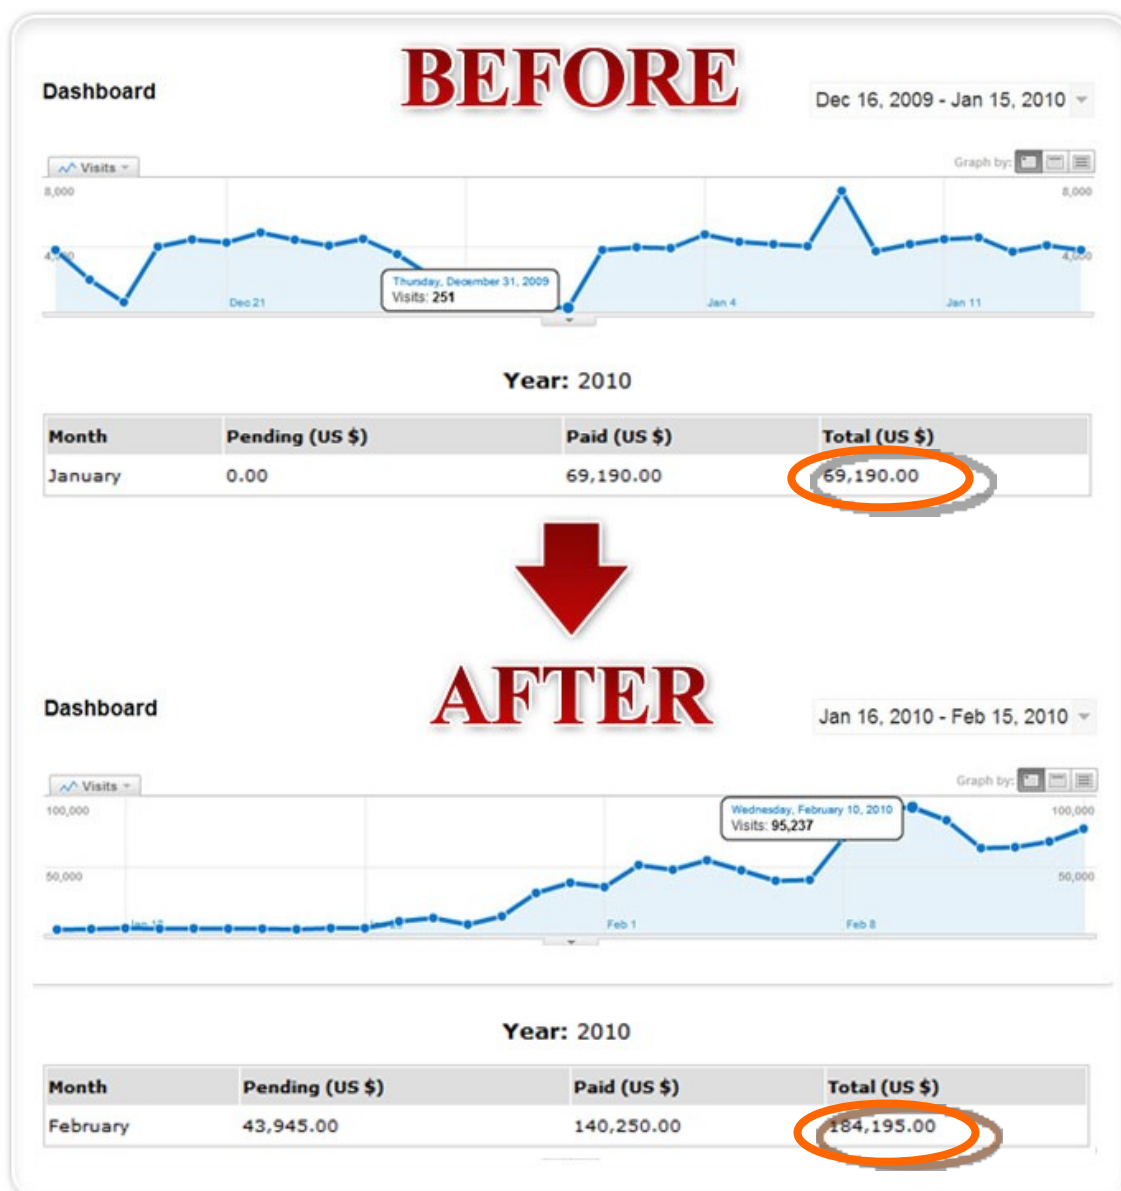 BEFORE
Dashboard
Dec 16, 2009 - Jan 15, 2010
Visits
Graph by:
8,000 8,000
4,000 4,000
Thursday, December 31, 2009
Visits: 251
Dec 21 Jan 4 Jan 11
Year: 2010
Month Pending (US $) Paid (US $) Total (US $)
January 0.00 69,190.00 69,190.00
AFTER
Dashboard
Jan 16, 2010 - Feb 15, 2010
Visits
Graph by:
100,000 100,000
Wednesday, February 10, 2010
Visits: 95,237
50,000 50,000
Feb 1 Feb 8
Year: 2010
Month Pending (US $) Paid (US $) Total (US $)
February 43,945.00 140,250.00 184,195.00